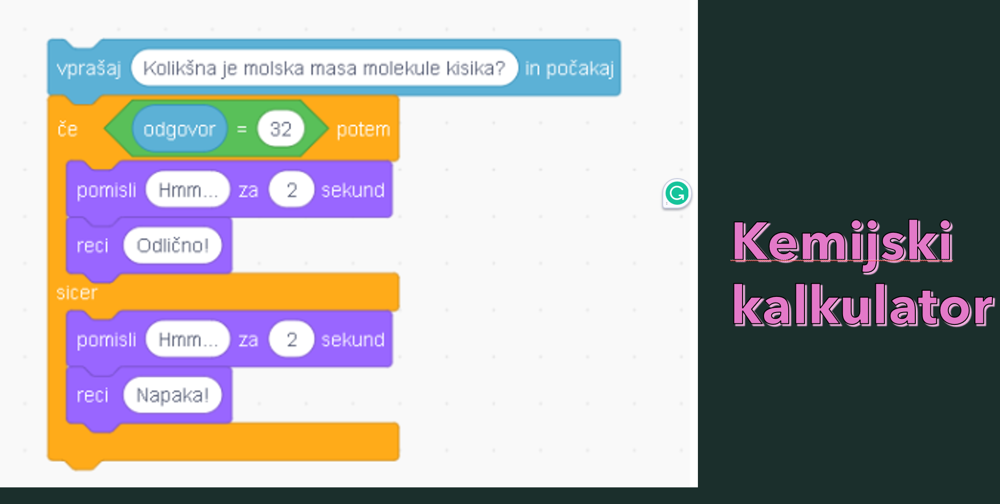 vprašaj Kolikšna je molska masa molekule kisika? in počakaj
če odgovor = 32 potem
pomisli Hmm... za 2 sekund
reci Odlično!
sicer
pomisli Hmm... za 2 sekund
reci Napaka!
Kemijski
kalkulator